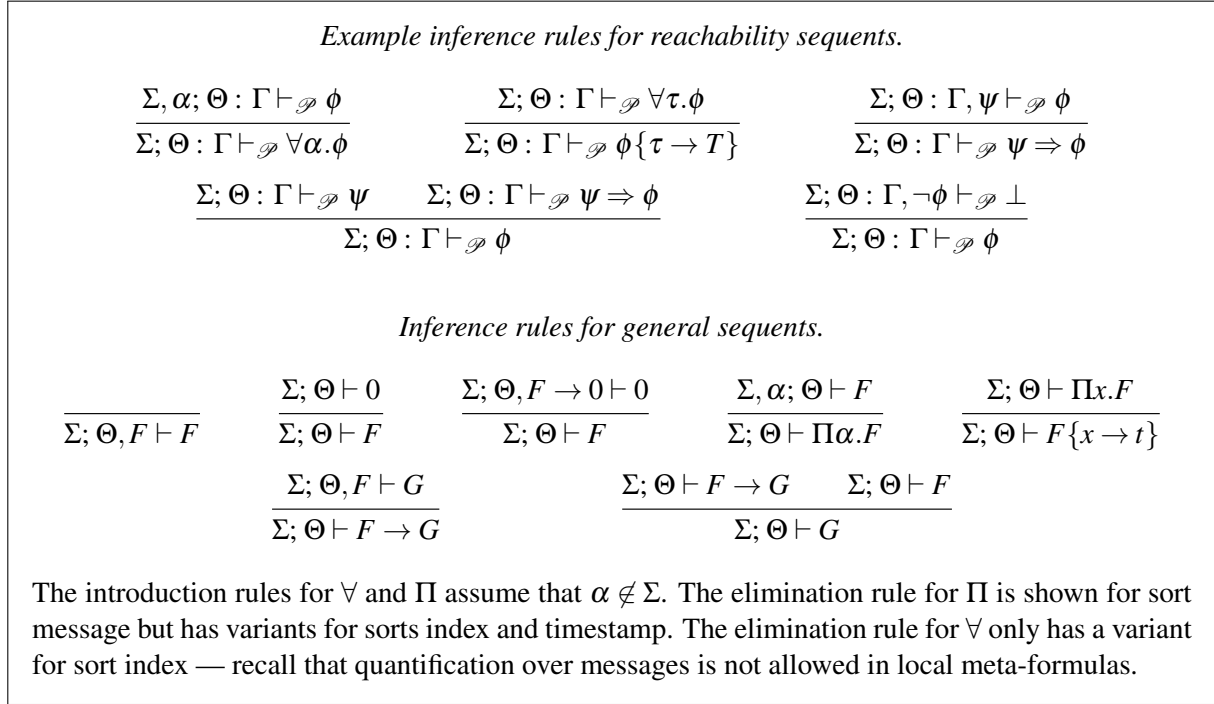 Example inference rules for reachability sequents.
Σ, α; Θ : Γ ⊢𝒫 ϕ
Σ; Θ : Γ ⊢𝒫 ∀α.ϕ
Σ; Θ : Γ ⊢𝒫 ∀τ.ϕ
Σ; Θ : Γ ⊢𝒫 ϕ{τ → T}
Σ; Θ : Γ, ψ ⊢𝒫 ϕ
Σ; Θ : Γ ⊢𝒫 ψ ⇒ ϕ
Σ; Θ : Γ ⊢𝒫 ψ Σ; Θ : Γ ⊢𝒫 ψ ⇒ ϕ
Σ; Θ : Γ ⊢𝒫 ϕ
Σ; Θ : Γ, ¬ϕ ⊢𝒫 ⊥
Σ; Θ : Γ ⊢𝒫 ϕ
Inference rules for general sequents.
Σ; Θ, F ⊢ F
Σ; Θ ⊢ 0
Σ; Θ ⊢ F
Σ; Θ, F → 0 ⊢ 0
Σ; Θ ⊢ F
Σ, α; Θ ⊢ F
Σ; Θ ⊢ Πα.F
Σ; Θ ⊢ Πx.F
Σ; Θ ⊢ F{x → t}
Σ; Θ, F ⊢ G
Σ; Θ ⊢ F → G
Σ; Θ ⊢ F → G Σ; Θ ⊢ F
Σ; Θ ⊢ G
The introduction rules for ∀ and Π assume that α ∉ Σ. The elimination rule for Π is shown for sort
message but has variants for sorts index and timestamp. The elimination rule for ∀ only has a variant
for sort index — recall that quantification over messages is not allowed in local meta-formulas.